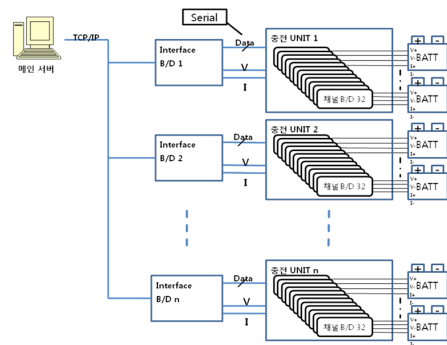 Serial
TCP/IP
메인 서버
Interface
B/D 1
Data
V
I
충전 UNIT 1
채널 B/D 32
+ -
V+
V-
I+
I-
BATT
+ -
V+
V-
I+
I-
BATT
Interface
B/D 2
Data
V
I
충전 UNIT 2
채널 B/D 32
+ -
V+
V-
I+
I-
BATT
+ -
V+
V-
I+
I-
BATT
Interface
B/D n
Data
V
I
충전 UNIT n
채널 B/D 32
+ -
V+
V-
I+
I-
BATT
+ -
V+
V-
I+
I-
BATT